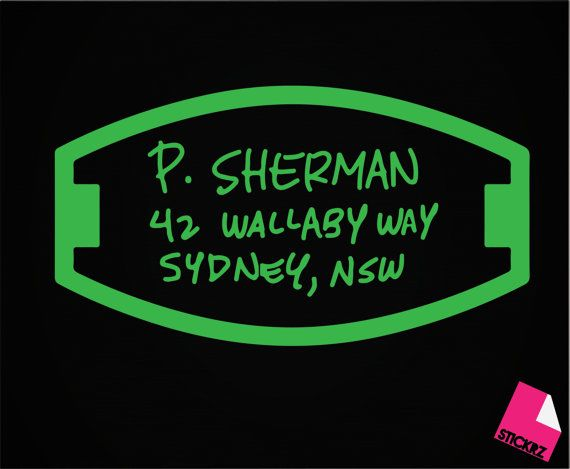 P. SHERMAN
42 WALLABY WAY
SYDNEY, NSW
STICKRZ